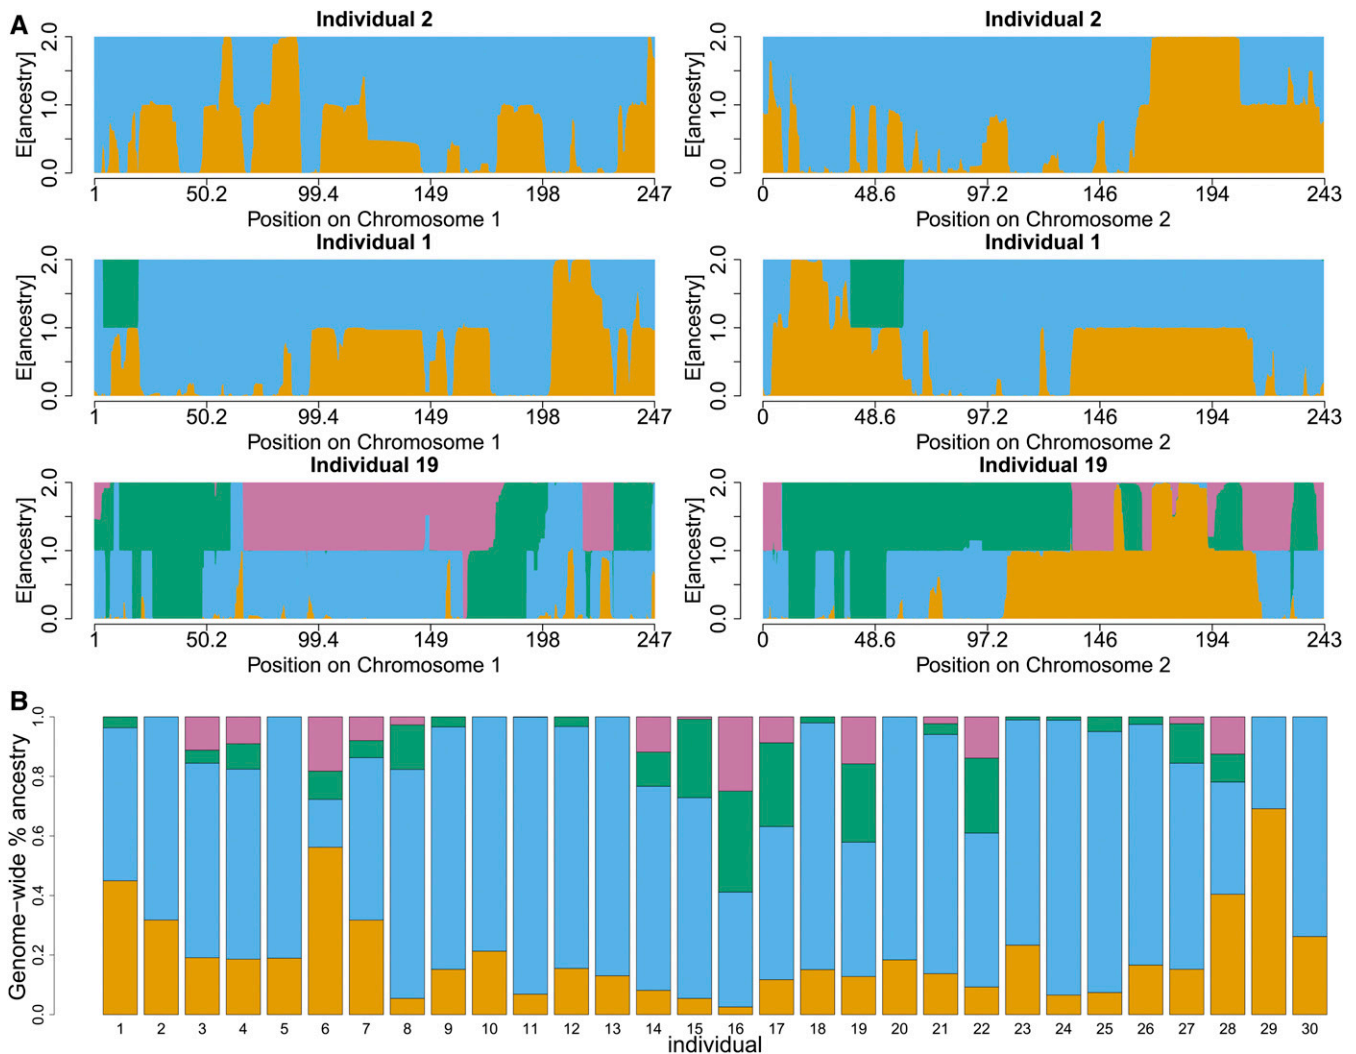 A
Individual 2
Individual 2
E[ancestry]
0.0 1.0 2.0
1 50.2 99.4 149 198 247
Position on Chromosome 1
E[ancestry]
0.0 1.0 2.0
0 48.6 97.2 146 194 243
Position on Chromosome 2
Individual 1
Individual 1
E[ancestry]
0.0 1.0 2.0
1 50.2 99.4 149 198 247
Position on Chromosome 1
E[ancestry]
0.0 1.0 2.0
0 48.6 97.2 146 194 243
Position on Chromosome 2
Individual 19
Individual 19
E[ancestry]
0.0 1.0 2.0
1 50.2 99.4 149 198 247
Position on Chromosome 1
E[ancestry]
0.0 1.0 2.0
0 48.6 97.2 146 194 243
Position on Chromosome 2
B
Genome-wide % ancestry
0.0 0.2 0.4 0.6 0.8 1.0
1 2 3 4 5 6 7 8 9 10 11 12 13 14 15 16 17 18 19 20 21 22 23 24 25 26 27 28 29 30
individual